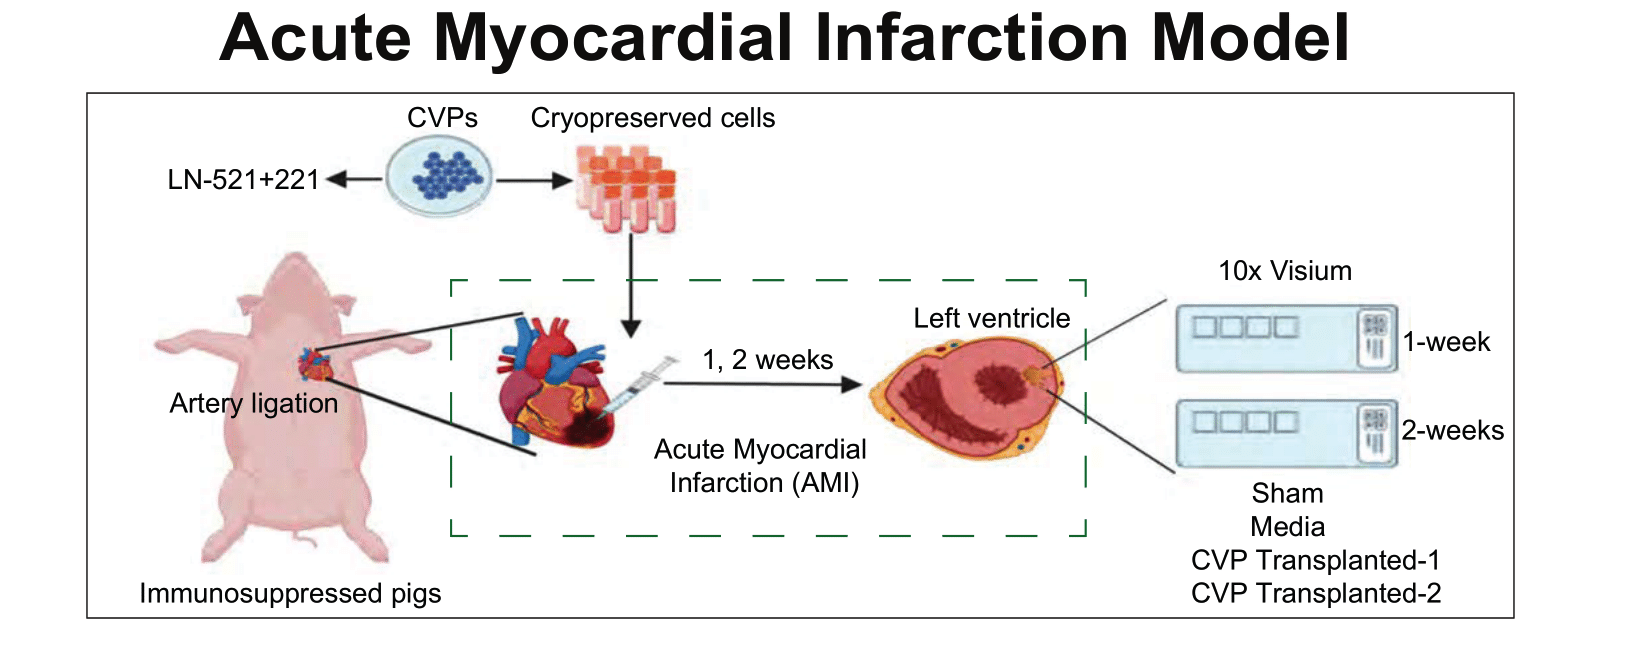 Acute Myocardial Infarction Model
CVPs
Cryopreserved cells
LN-521+221
10x Visium
Left ventricle
1-week
1, 2 weeks
Artery ligation
2-weeks
Acute Myocardial
Infarction (AMI)
Sham
Media
CVP Transplanted-1
CVP Transplanted-2
Immunosuppressed pigs